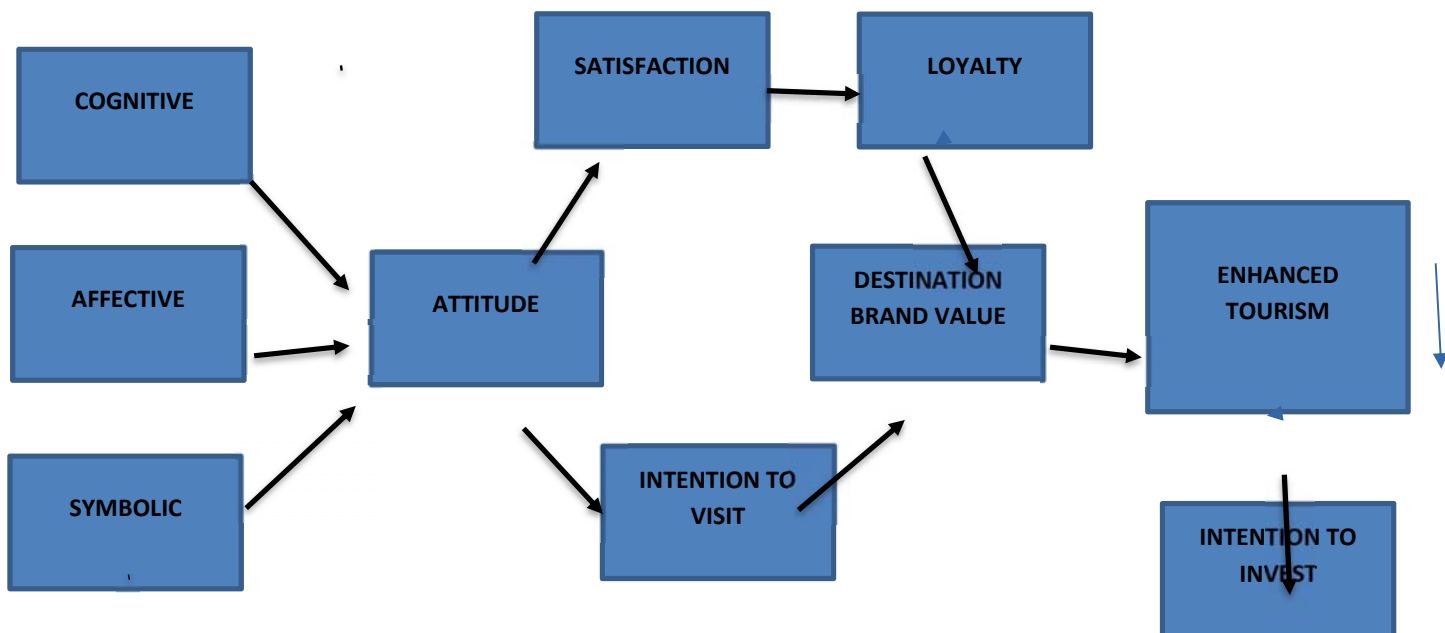 COGNITIVE
AFFECTIVE
SYMBOLIC
ATTITUDE
SATISFACTION
LOYALTY
INTENTION TO
VISIT
DESTINATION
BRAND VALUE
ENHANCED
TOURISM
INTENTION TO
INVEST